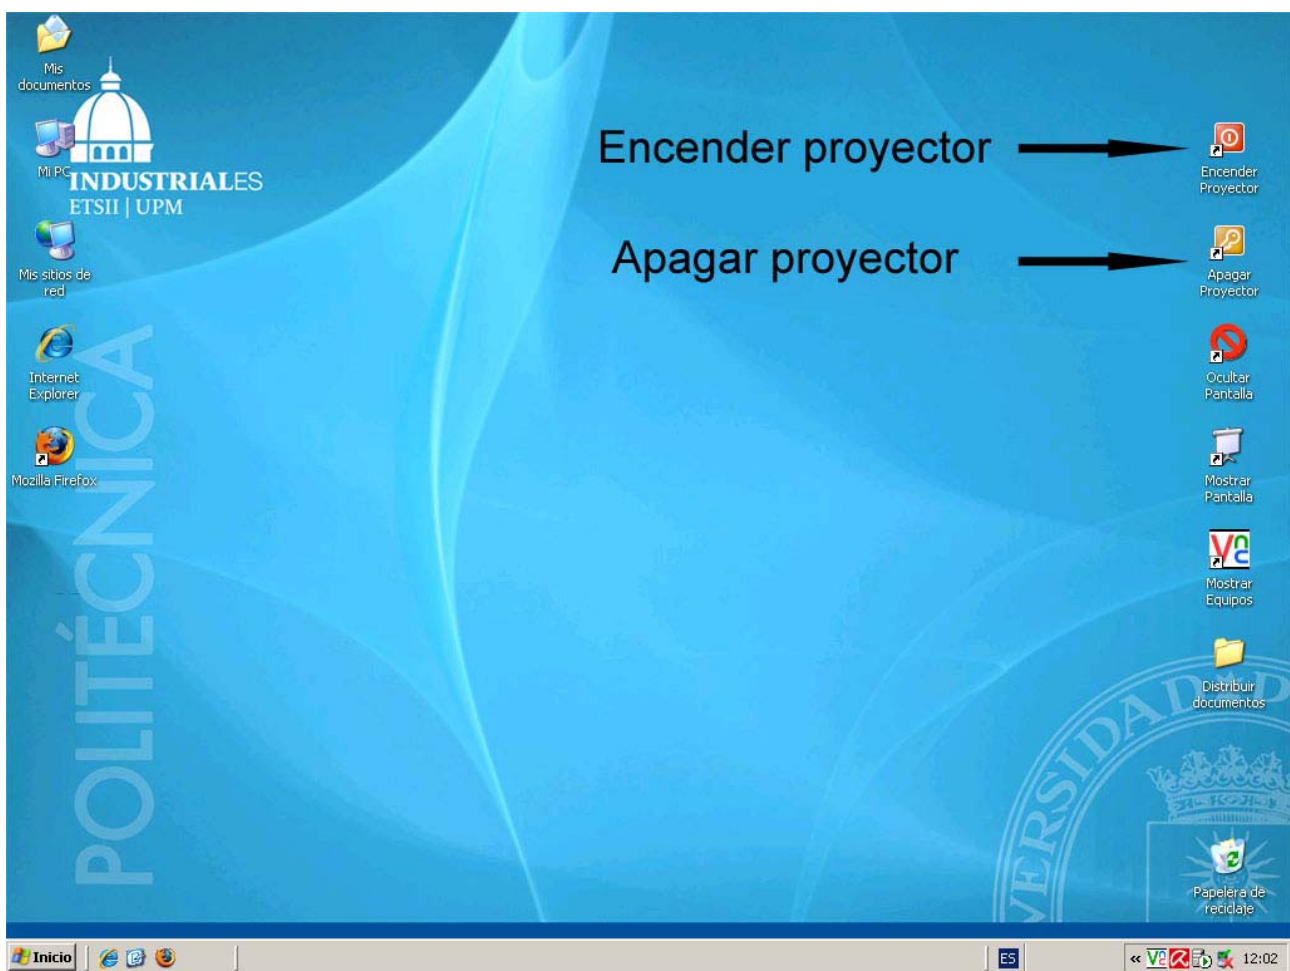 Mis
documentos
Mi PC
INDUSTRIALES
ETSII | UPM
Mis sitios de
red
Internet
Explorer
Mozilla Firefox
POLITÉCNICA
Encender proyector
Apagar proyector
Encender
Proyector
Apagar
Proyector
Ocultar
Pantalla
Mostrar
Pantalla
Mostrar
Equipos
Distribuir
documentos
Papelera de
reciclaje
Inicio
ES
« 12:02